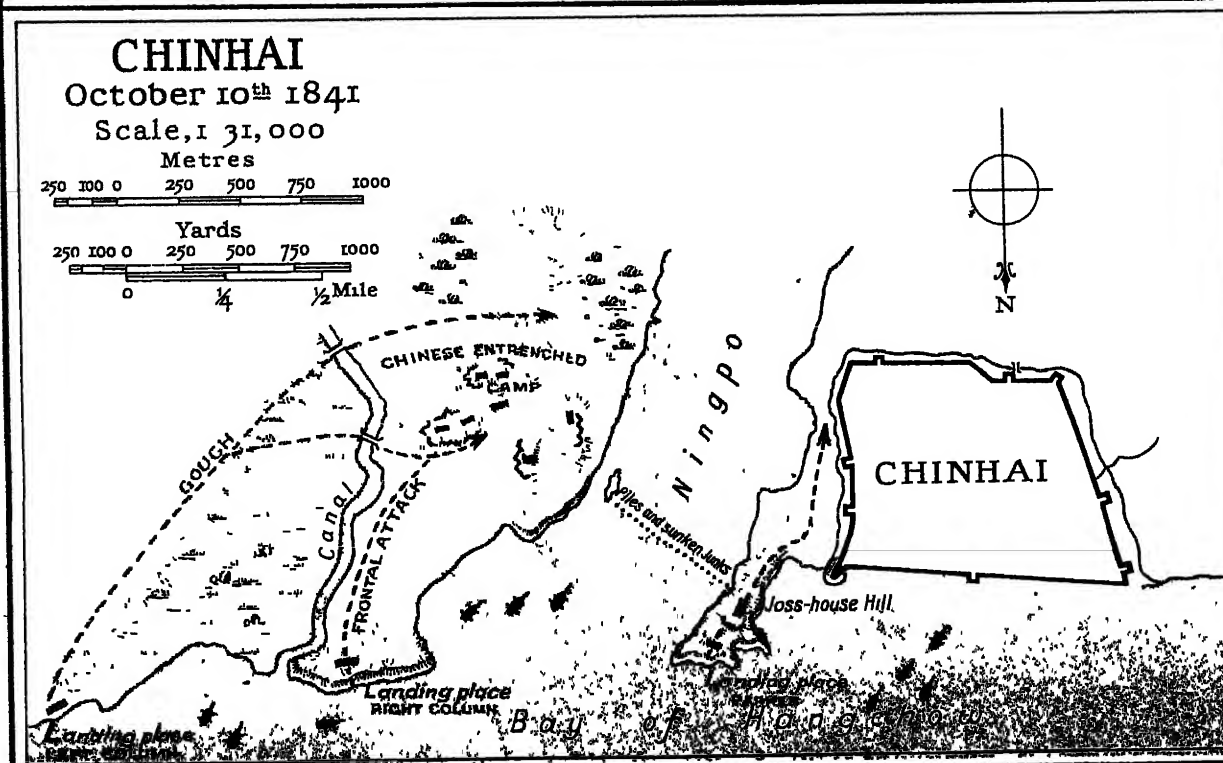 CHINHAI
October 10th 1841
Scale, 1 31,000
Metres
250 100 0 250 500 750 1000
Yards
250 100 0 250 500 750 1000
0 1/4 1/2 Mile
N
CHINESE ENTRENCHED
CAMP
GOUGH
Canal
FRONTAL ATTACK
Ningpo
piles and sunken Junks
CHINHAI
Joss-house Hill.
Landing place
RIGHT COLUMN
Landing place
Landing place
Bay of Hangchow